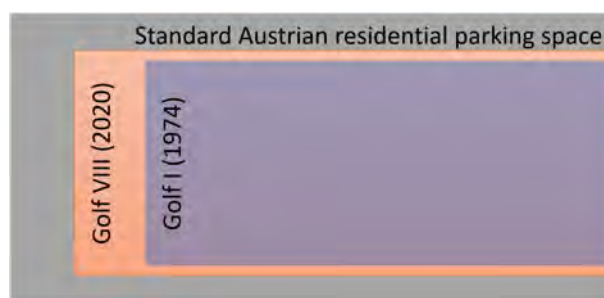 Standard Austrian residential parking space
Golf VIII (2020)
Golf I (1974)